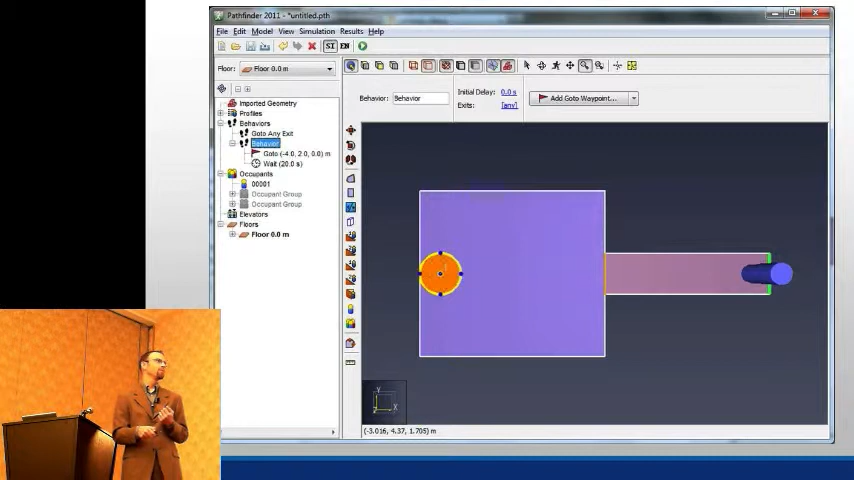 Pathfinder 2011 - *untitled.pth
File Edit Model View Simulation Results Help
SI EN
Floor: Floor 0.0 m
Behavior: Behavior
Initial Delay: 0.0 s
Exits: [any]
Add Goto Waypoint...
Imported Geometry
Profiles
Behaviors
Goto Any Exit
Behavior
Goto (-4.0, 2.0, 0.0) m
Wait (20.0 s)
Occupants
00001
Occupant Group
Occupant Group
Elevators
Floors
Floor 0.0 m
Y
X
(-3.016, 4.37, 1.705) m